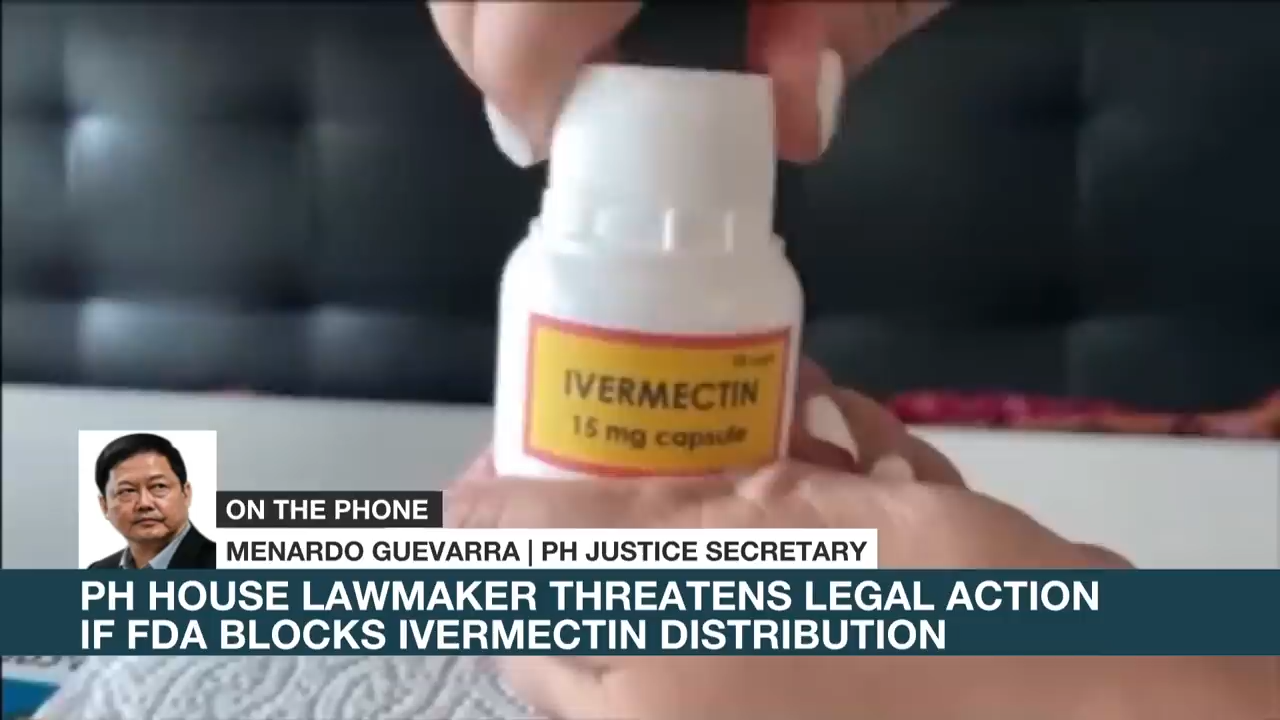 IVERMECTIN
15 mg capsule
ON THE PHONE
MENARDO GUEVARRA | PH JUSTICE SECRETARY
PH HOUSE LAWMAKER THREATENS LEGAL ACTION
IF FDA BLOCKS IVERMECTIN DISTRIBUTION